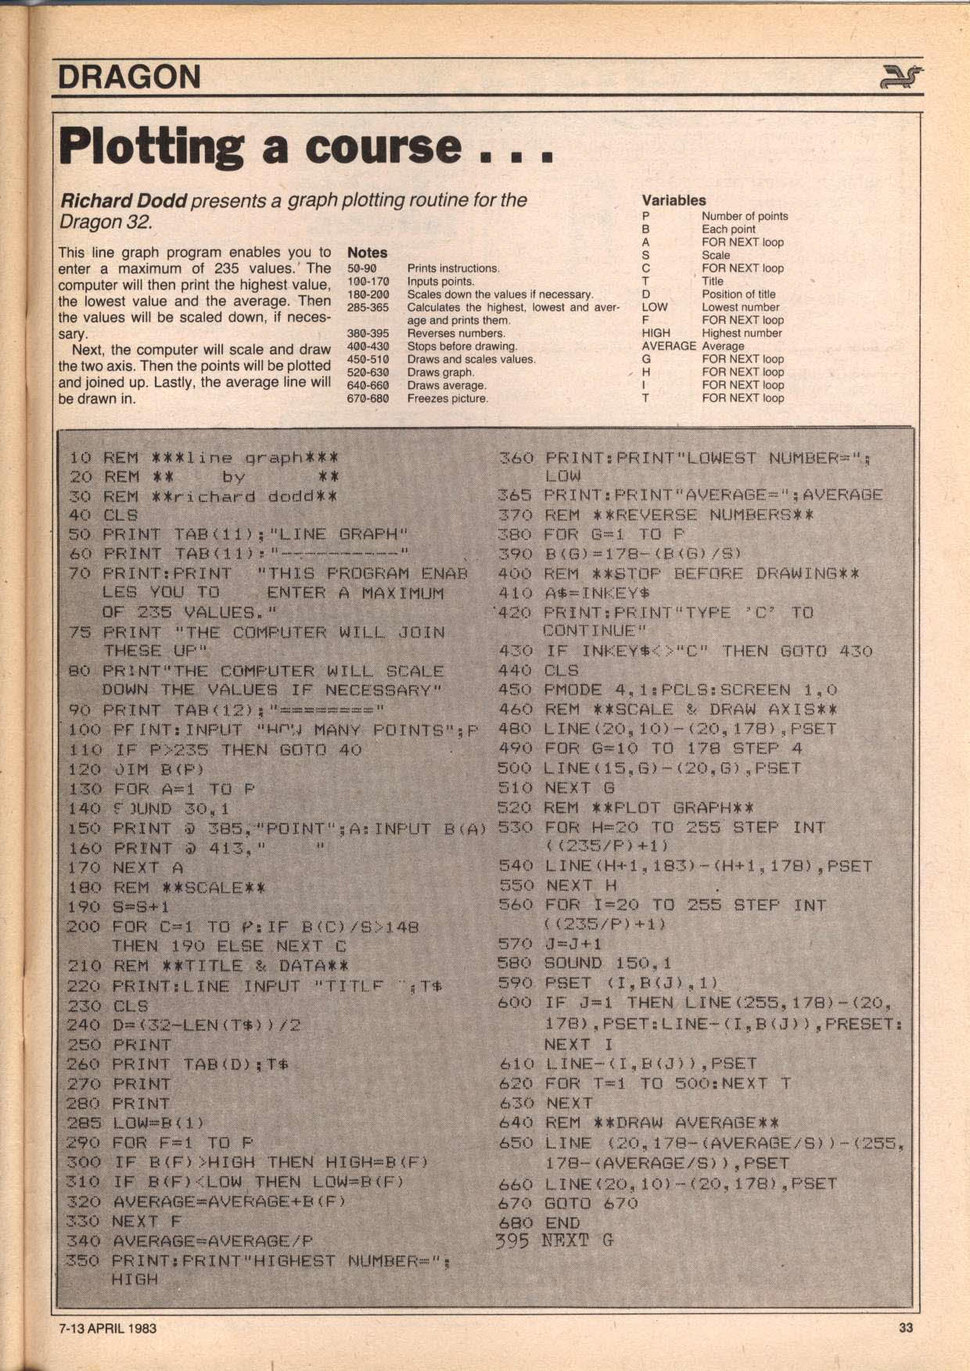 DRAGON
Plotting a course . . .
Richard Dodd presents a graph plotting routine for the
Dragon 32.
This line graph program enables you to
enter a maximum of 235 values. The
computer will then print the highest value,
the lowest value and the average. Then
the values will be scaled down, if neces-
sary.
Next, the computer will scale and draw
the two axis. Then the points will be plotted
and joined up. Lastly, the average line will
be drawn in.
Notes
50-90 Prints instructions.
100-170 Inputs points.
180-200 Scales down the values if necessary.
285-365 Calculates the highest, lowest and aver-
age and prints them.
380-395 Reverses numbers.
400-430 Stops before drawing.
450-510 Draws and scales values.
520-630 Draws graph.
640-660 Draws average.
670-680 Freezes picture.
Variables
P Number of points
B Each point
A FOR NEXT loop
S Scale
C FOR NEXT loop
T Title
D Position of title
LOW Lowest number
F FOR NEXT loop
HIGH Highest number
AVERAGE Average
G FOR NEXT loop
H FOR NEXT loop
I FOR NEXT loop
T FOR NEXT loop
10 REM ***line graph***
20 REM ** by **
30 REM **richard dodd**
40 CLS
50 PRINT TAB(11);"LINE GRAPH"
60 PRINT TAB(11);"----------"
70 PRINT:PRINT "THIS PROGRAM ENAB
LES YOU TO ENTER A MAXIMUM
OF 235 VALUES."
75 PRINT "THE COMPUTER WILL JOIN
THESE UP"
80 PRINT"THE COMPUTER WILL SCALE
DOWN THE VALUES IF NECESSARY"
90 PRINT TAB(12);"========"
100 PRINT:INPUT "HOW MANY POINTS";P
110 IF P>235 THEN GOTO 40
120 DIM B(P)
130 FOR A=1 TO P
140 SOUND 30,1
150 PRINT @ 385,"POINT";A:INPUT B(A)
160 PRINT @ 413," "
170 NEXT A
180 REM **SCALE**
190 S=S+1
200 FOR C=1 TO P:IF B(C)/S>148
THEN 190 ELSE NEXT C
210 REM **TITLE & DATA**
220 PRINT:LINE INPUT "TITLE ";T$
230 CLS
240 D=(32-LEN(T$))/2
250 PRINT
260 PRINT TAB(D);T$
270 PRINT
280 PRINT
285 LOW=B(1)
290 FOR F=1 TO P
300 IF B(F)>HIGH THEN HIGH=B(F)
310 IF B(F)<LOW THEN LOW=B(F)
320 AVERAGE=AVERAGE+B(F)
330 NEXT F
340 AVERAGE=AVERAGE/P
350 PRINT:PRINT"HIGHEST NUMBER=";
HIGH
360 PRINT:PRINT"LOWEST NUMBER=";
LOW
365 PRINT:PRINT"AVERAGE=";AVERAGE
370 REM **REVERSE NUMBERS**
380 FOR G=1 TO P
390 B(G)=178-(B(G)/S)
400 REM **STOP BEFORE DRAWING**
410 A$=INKEY$
420 PRINT:PRINT"TYPE 'C' TO
CONTINUE"
430 IF INKEY$<>"C" THEN GOTO 430
440 CLS
450 PMODE 4,1:PCLS:SCREEN 1,0
460 REM **SCALE & DRAW AXIS**
480 LINE(20,10)-(20,178),PSET
490 FOR G=10 TO 178 STEP 4
500 LINE(15,G)-(20,G),PSET
510 NEXT G
520 REM **PLOT GRAPH**
530 FOR H=20 TO 255 STEP INT
((235/P)+1)
540 LINE(H+1,183)-(H+1,178),PSET
550 NEXT H
560 FOR I=20 TO 255 STEP INT
((235/P)+1)
570 J=J+1
580 SOUND 150,1
590 PSET (I,B(J),1)
600 IF J=1 THEN LINE(255,178)-(20,
178),PSET:LINE-(I,B(J)),PRESET:
NEXT I
610 LINE-(I,B(J)),PSET
620 FOR T=1 TO 500:NEXT T
630 NEXT
640 REM **DRAW AVERAGE**
650 LINE (20,178-(AVERAGE/S))-(255,
178-(AVERAGE/S)),PSET
660 LINE(20,10)-(20,178),PSET
670 GOTO 670
680 END
395 NEXT G
7-13 APRIL 1983
33